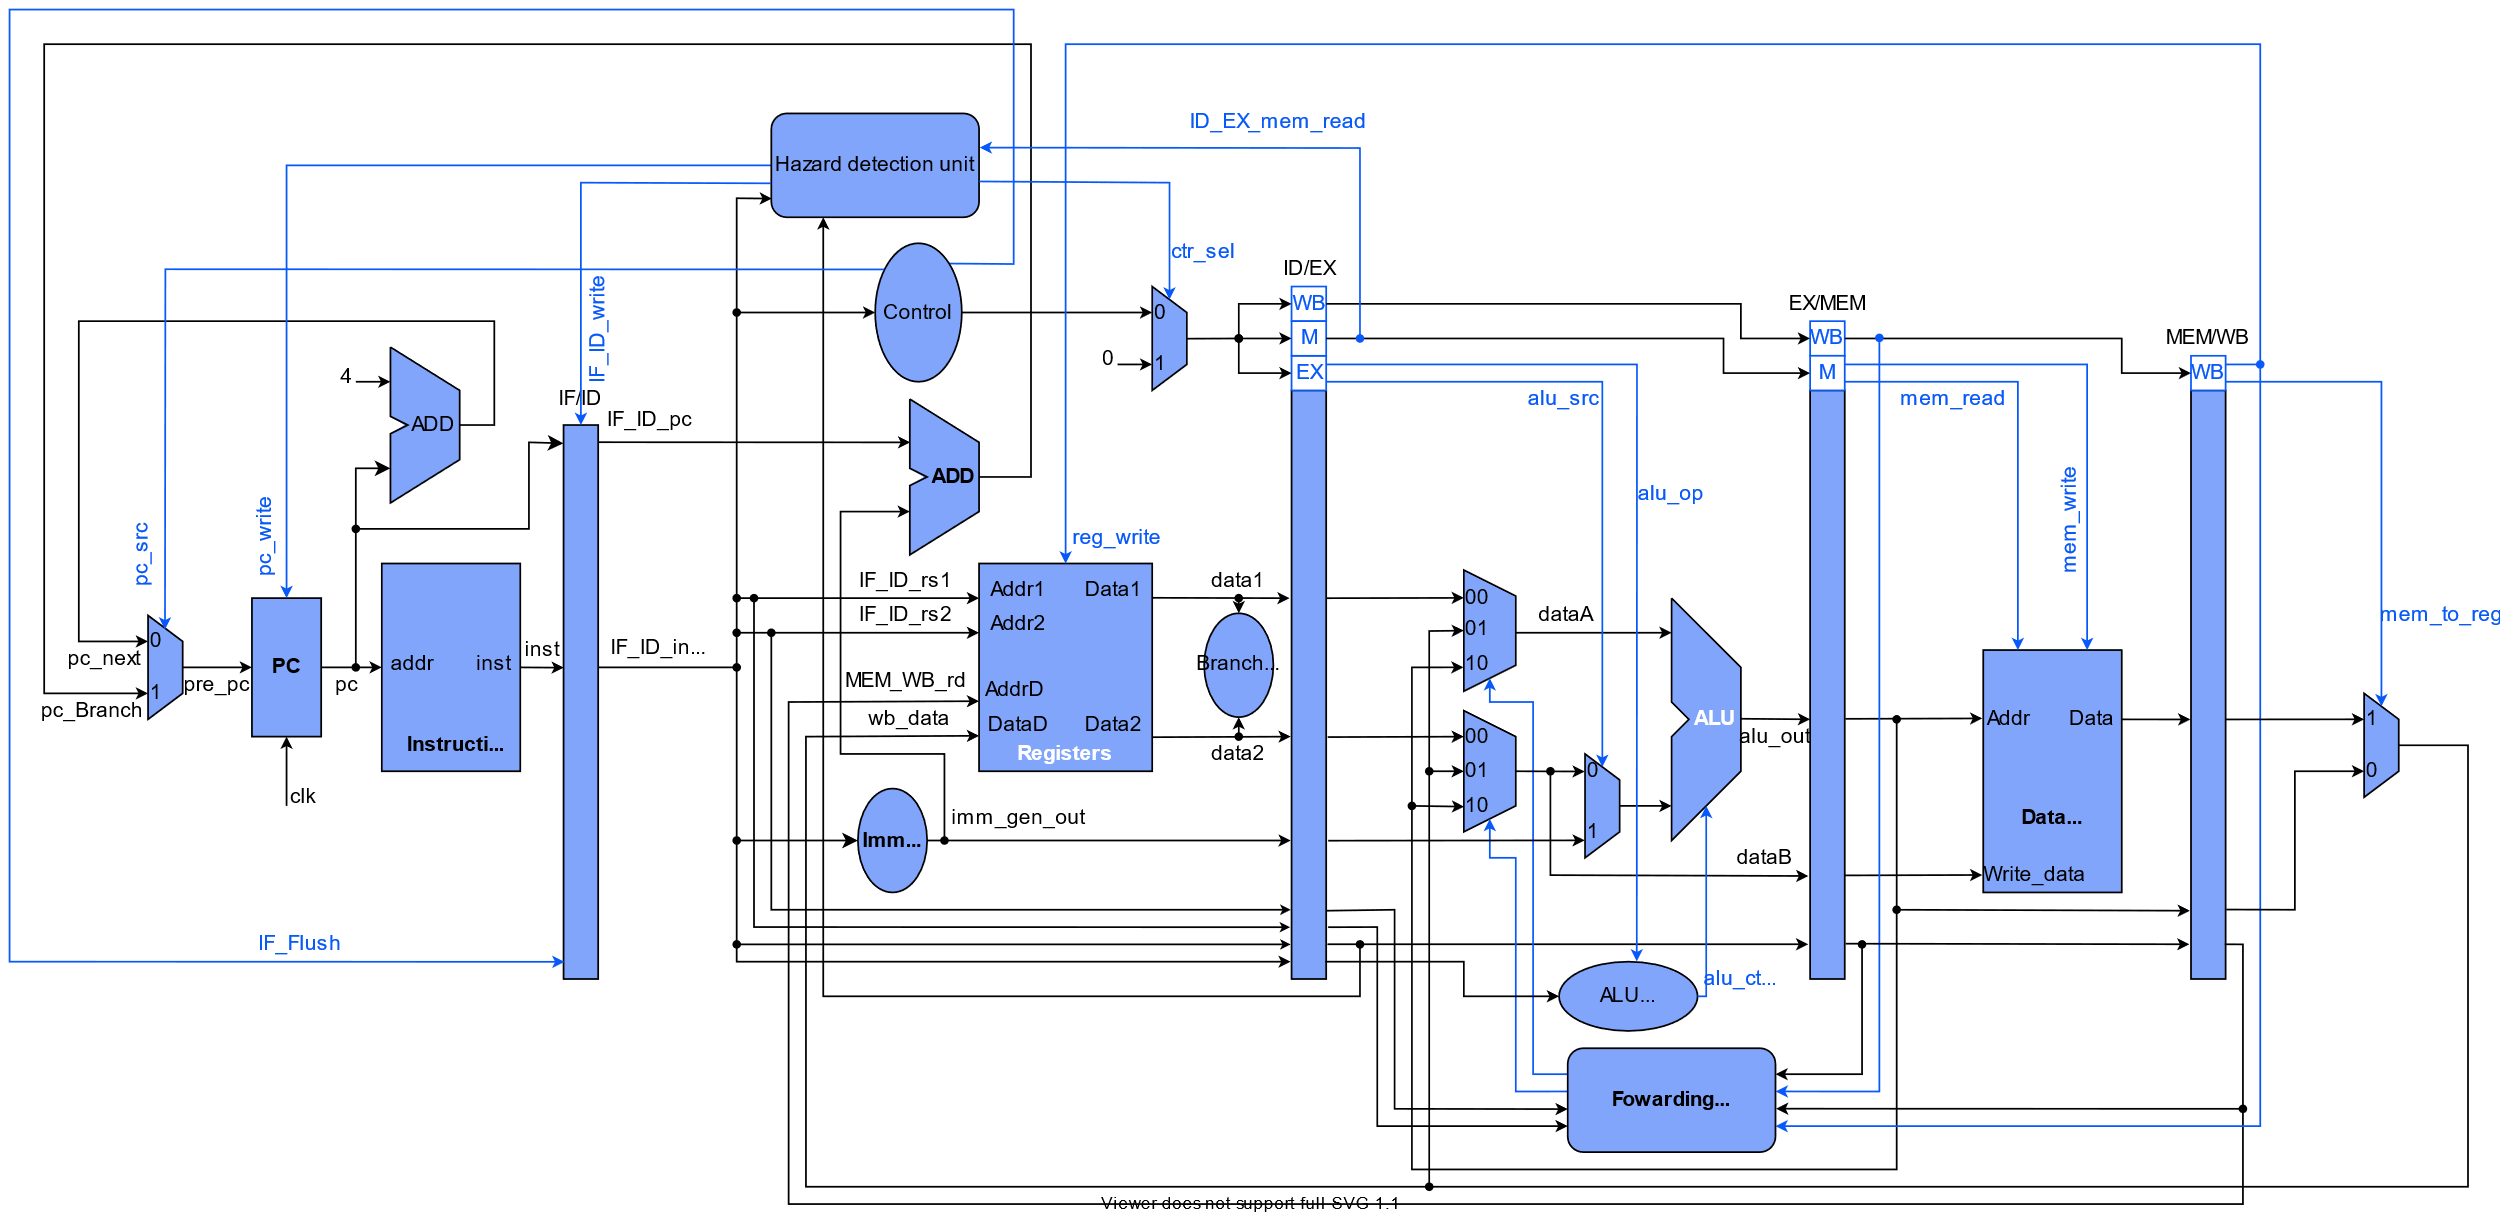 ID_EX_mem_read
Hazard detection unit
ctr_sel
ID/EX
IF_ID_write
WB
EX/MEM
Control
0
M
WB
MEM/WB
0
1
4
EX
M
WB
IF/ID
IF_ID_pc
alu_src
mem_read
ADD
ADD
alu_op
pc_src
pc_write
reg_write
mem_write
IF_ID_rs1
Addr1
Data1
data1
00
dataA
mem_to_reg
IF_ID_rs2
Addr2
01
0
pc_next
PC
addr
inst
inst
IF_ID_in...
Branch...
10
pre_pc
pc
1
MEM_WB_rd
AddrD
pc_Branch
wb_data
DataD
Data2
ALU
Addr
Data
1
Instructi...
Registers
data2
00
alu_out
01
0
0
clk
10
imm_gen_out
1
Data...
Imm...
dataB
Write_data
IF_Flush
alu_ct...
ALU...
Fowarding...
Viewer does not support full SVG 1.1